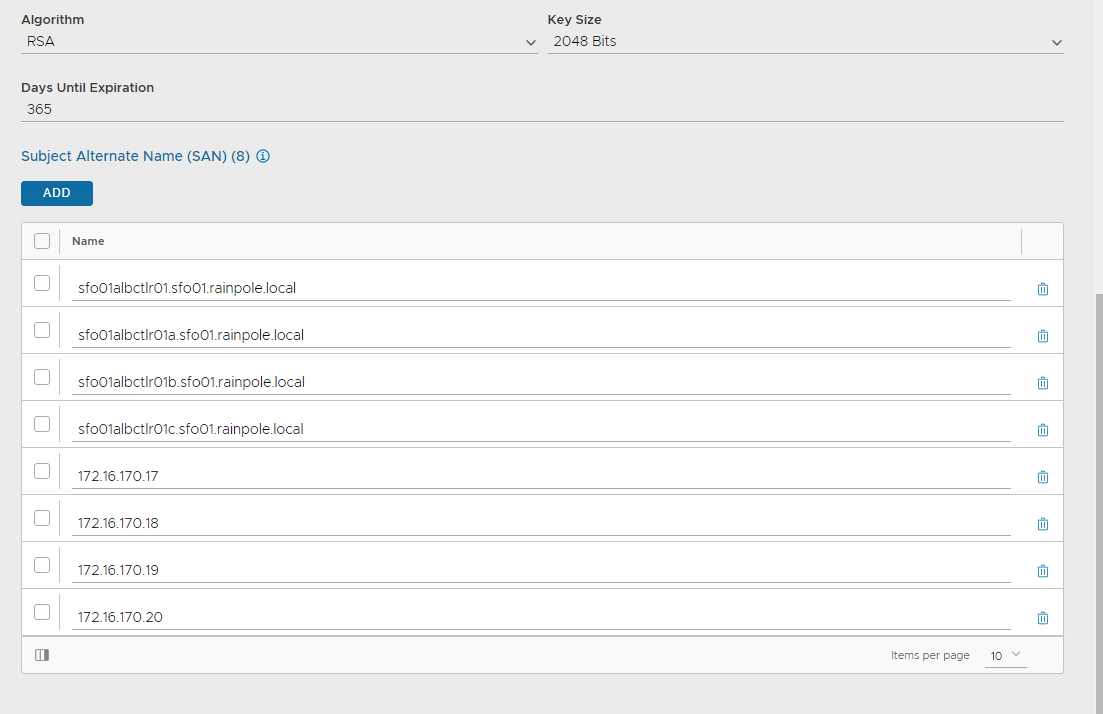 Algorithm Key Size
RSA 2048 Bits
Days Until Expiration
365
Subject Alternate Name (SAN) (8)
ADD
Name
sfo01albctlr01.sfo01.rainpole.local
sfo01albctlr01a.sfo01.rainpole.local
sfo01albctlr01b.sfo01.rainpole.local
sfo01albctlr01c.sfo01.rainpole.local
172.16.170.17
172.16.170.18
172.16.170.19
172.16.170.20
Items per page 10